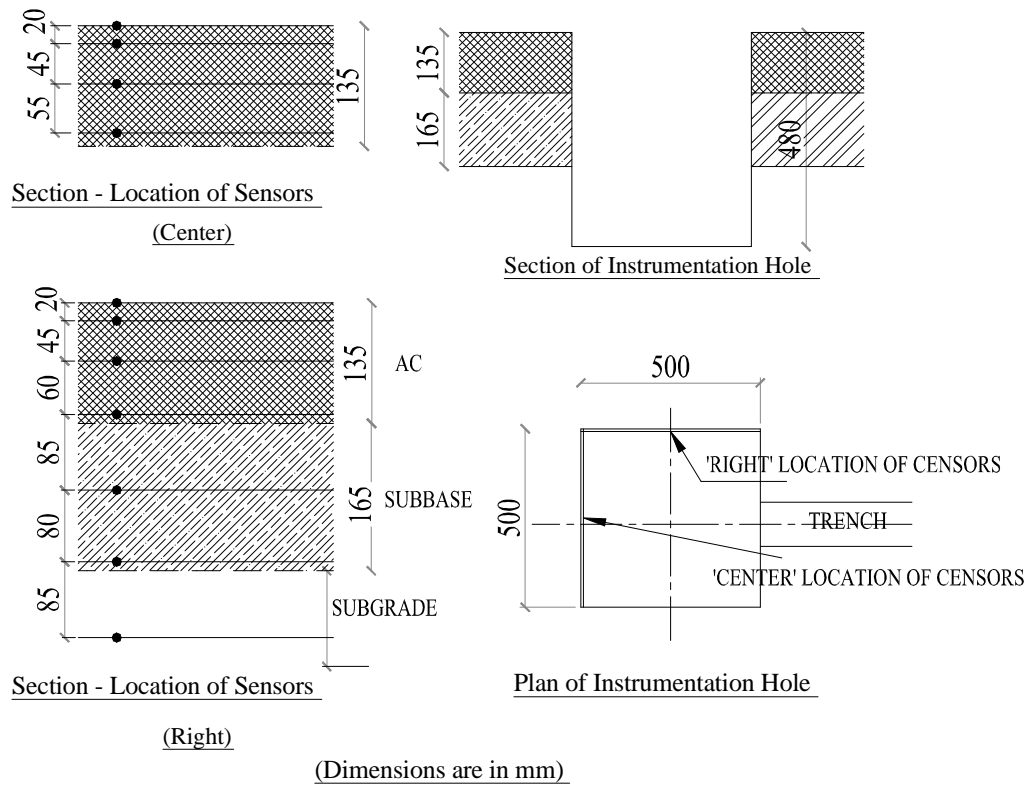 20
45
55
135
Section - Location of Sensors
(Center)
135
165
480
Section of Instrumentation Hole
20
45
60
85
80
85
135
165
AC
SUBBASE
SUBGRADE
Section - Location of Sensors
(Right)
500
500
'RIGHT' LOCATION OF CENSORS
TRENCH
'CENTER' LOCATION OF CENSORS
Plan of Instrumentation Hole
(Dimensions are in mm)